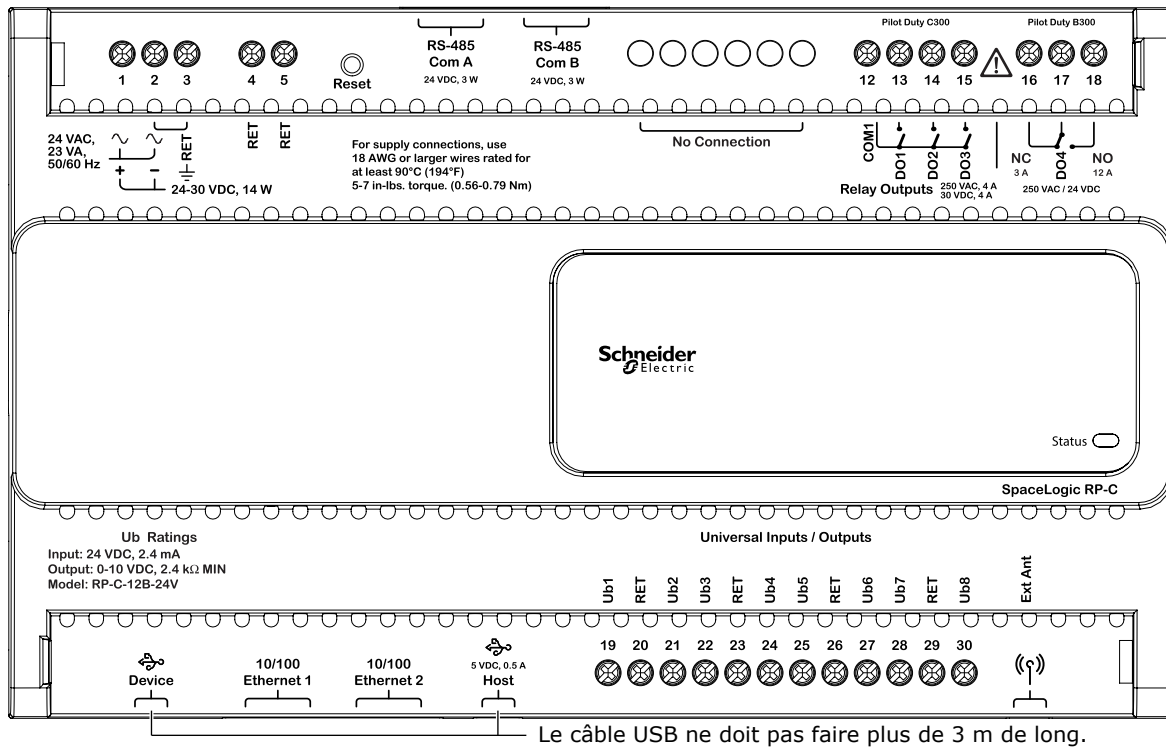 Pilot Duty C300
Pilot Duty B300
RS-485
Com A
24 VDC, 3 W
RS-485
Com B
24 VDC, 3 W
1 2 3 4 5
Reset
12 13 14 15
16 17 18
24 VAC,
23 VA,
50/60 Hz
RET
RET
RET
+ -
24-30 VDC, 14 W
For supply connections, use
18 AWG or larger wires rated for
at least 90°C (194°F)
5-7 in-lbs. torque. (0.56-0.79 Nm)
No Connection
COM1
DO1
DO2
DO3
Relay Outputs
250 VAC, 4 A
30 VDC, 4 A
NC
3 A
DO4
NO
12 A
250 VAC / 24 VDC
Schneider
Electric
Status
SpaceLogic RP-C
Ub Ratings
Input: 24 VDC, 2.4 mA
Output: 0-10 VDC, 2.4 kΩ MIN
Model: RP-C-12B-24V
Universal Inputs / Outputs
Ub1 RET Ub2 Ub3 RET Ub4 Ub5 RET Ub6 Ub7 RET Ub8
Ext Ant
19 20 21 22 23 24 25 26 27 28 29 30
Device
10/100
Ethernet 1
10/100
Ethernet 2
5 VDC, 0.5 A
Host
Le câble USB ne doit pas faire plus de 3 m de long.